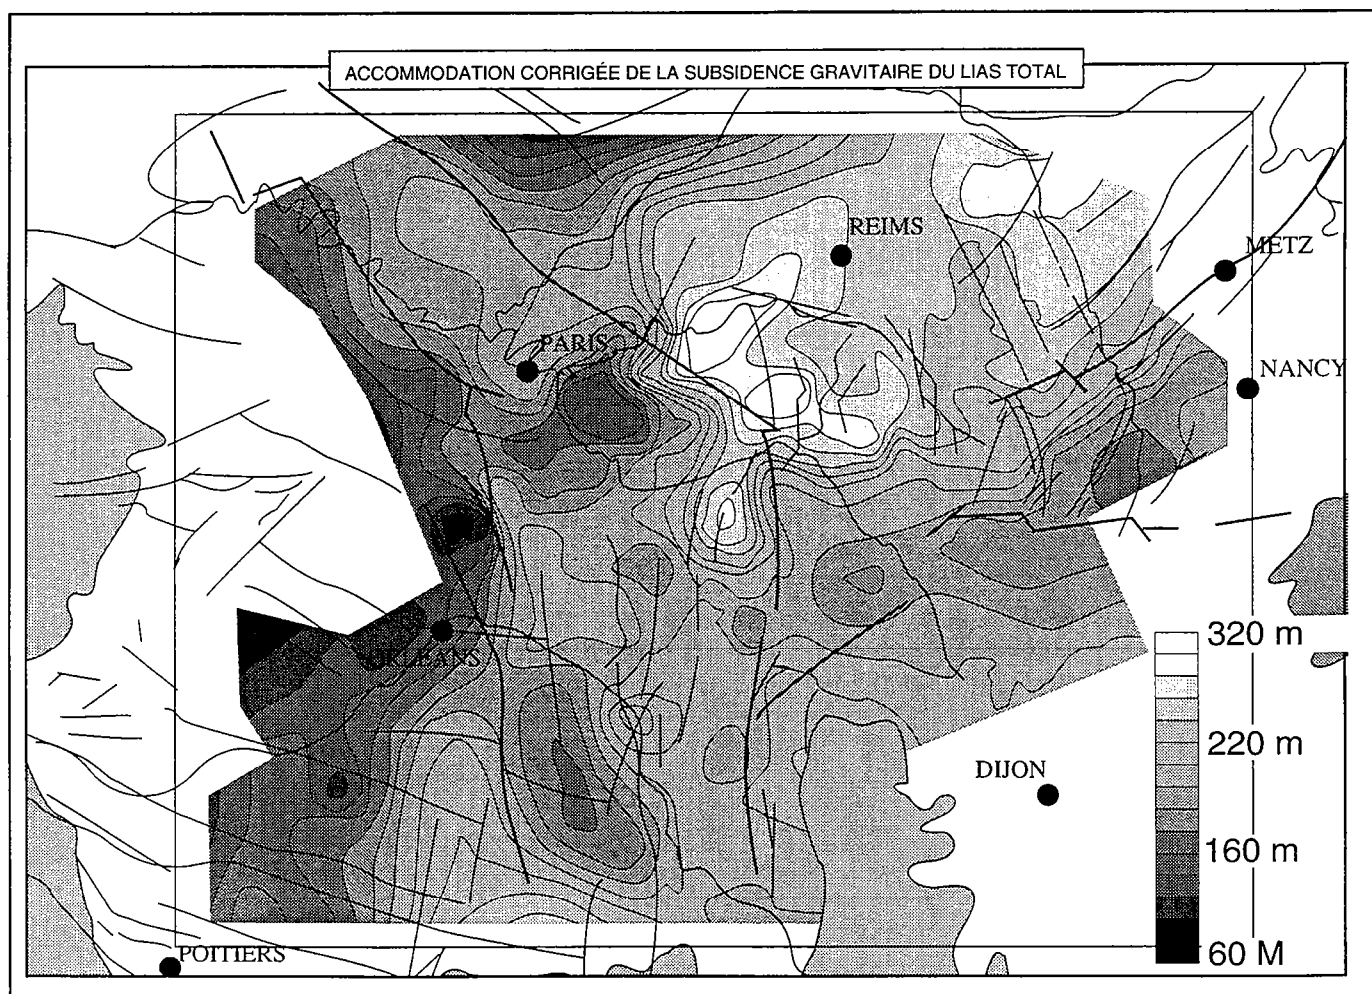 ACCOMMODATION CORRIGÉE DE LA SUBSIDENCE GRAVITAIRE DU LIAS TOTAL
REIMS
METZ
PARIS
NANCY
ORLEANS
320 m
220 m
DIJON
160 m
POITIERS
60 M